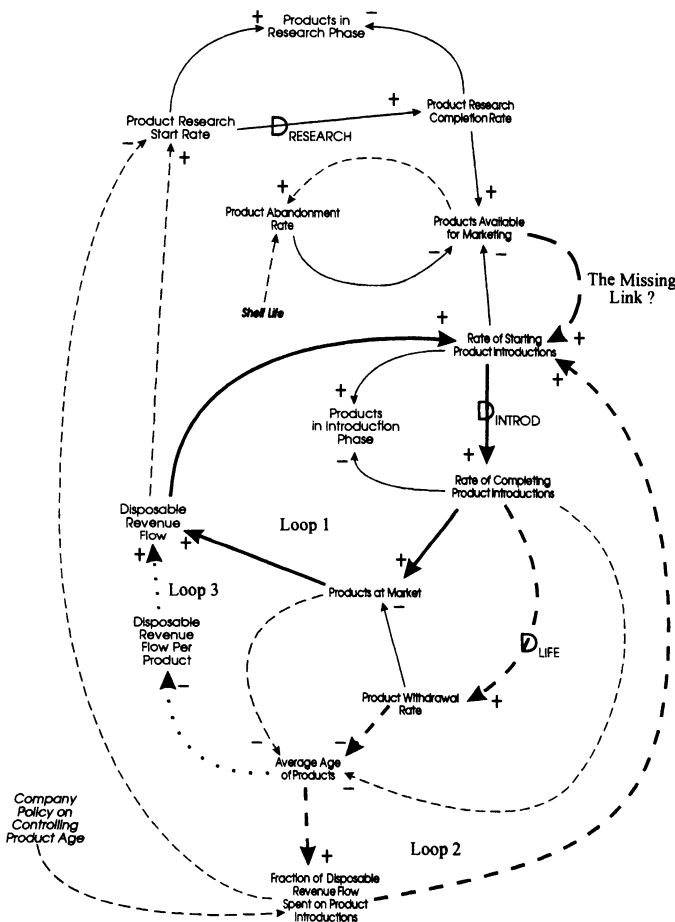 +
−
Products in
Research Phase
Product Research
Start Rate
−
+
D
RESEARCH
+
Product Research
Completion Rate
+
Product Abandonment
Rate
+
Products Available
for Marketing
−
−
Shelf Life
The Missing
Link ?
+
Rate of Starting
Product Introductions
+
+
+
Products
in Introduction
Phase
−
D
INTROD
+
Rate of Completing
Product Introductions
Disposable
Revenue
Flow
+
+
Loop 1
+
Products at Market
−
Loop 3
Disposable
Revenue
Flow Per
Product
−
D
LIFE
Product Withdrawal
Rate
+
−
−
Average Age
of Products
−
Company
Policy on
Controlling
Product Age
+
Loop 2
Fraction of Disposable
Revenue Flow
Spent on Product
Introductions